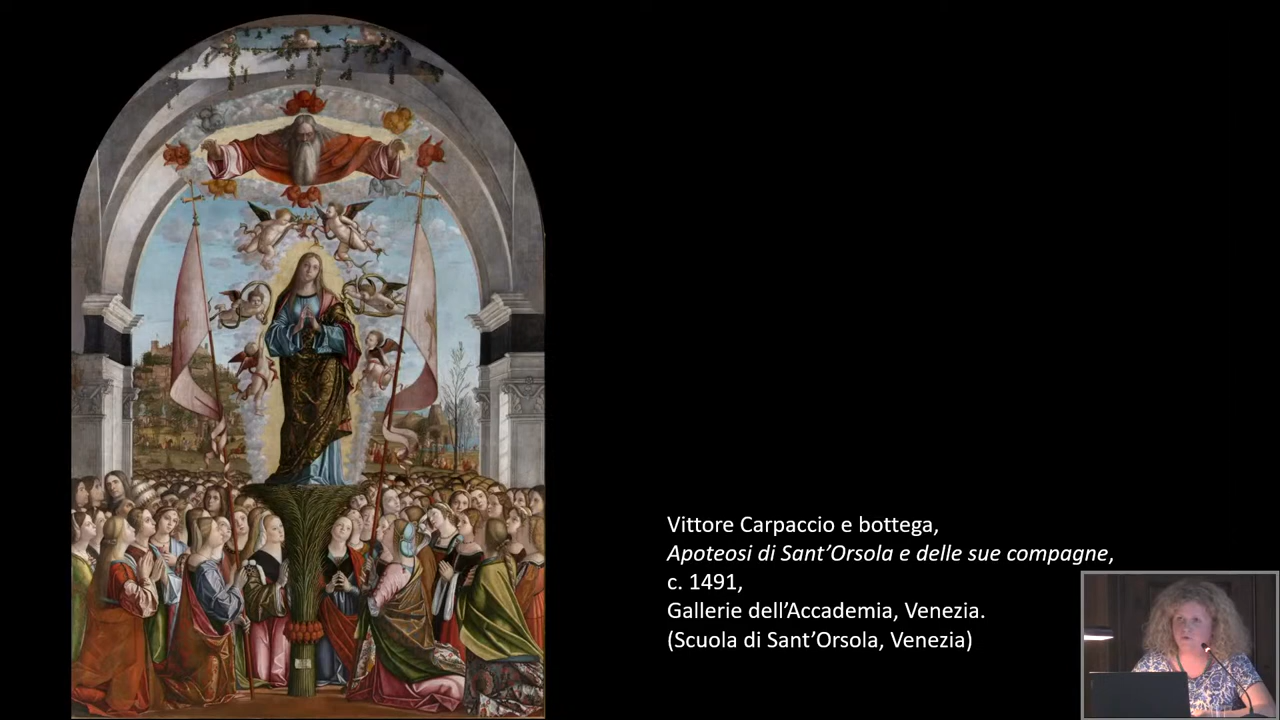 Vittore Carpaccio e bottega,
Apoteosi di Sant’Orsola e delle sue compagne,
c. 1491,
Gallerie dell’Accademia, Venezia.
(Scuola di Sant’Orsola, Venezia)